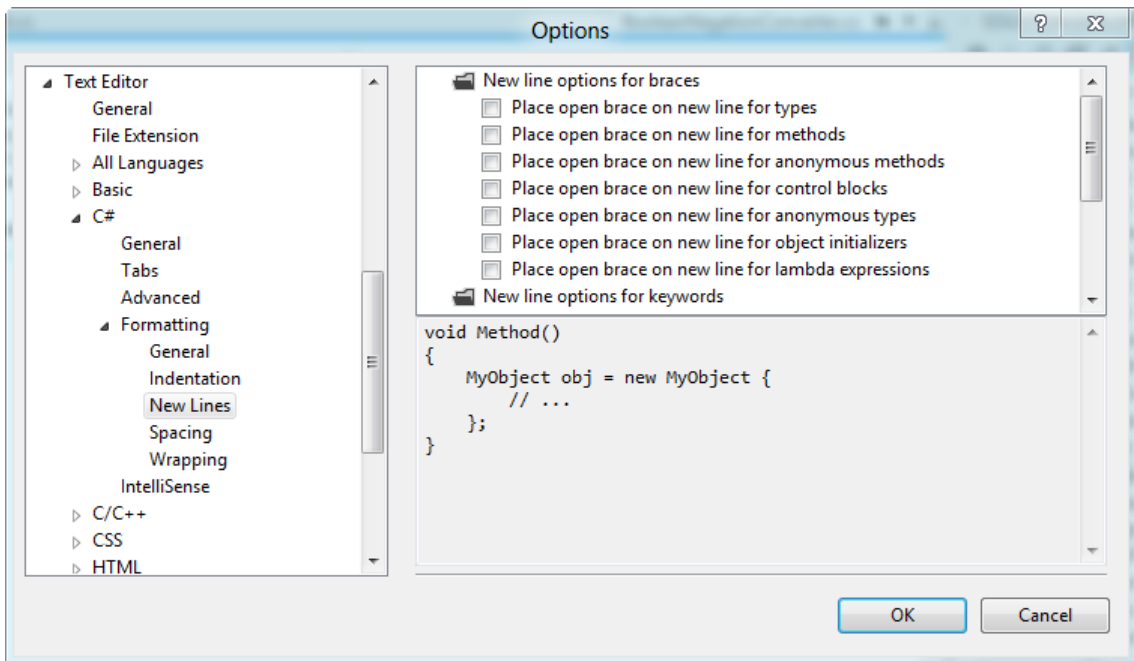 Options
Text Editor
General
File Extension
All Languages
Basic
C#
General
Tabs
Advanced
Formatting
General
Indentation
New Lines
Spacing
Wrapping
IntelliSense
C/C++
CSS
HTML
New line options for braces
Place open brace on new line for types
Place open brace on new line for methods
Place open brace on new line for anonymous methods
Place open brace on new line for control blocks
Place open brace on new line for anonymous types
Place open brace on new line for object initializers
Place open brace on new line for lambda expressions
New line options for keywords
void Method()
{
    MyObject obj = new MyObject {
        // ...
    };
}
OK
Cancel